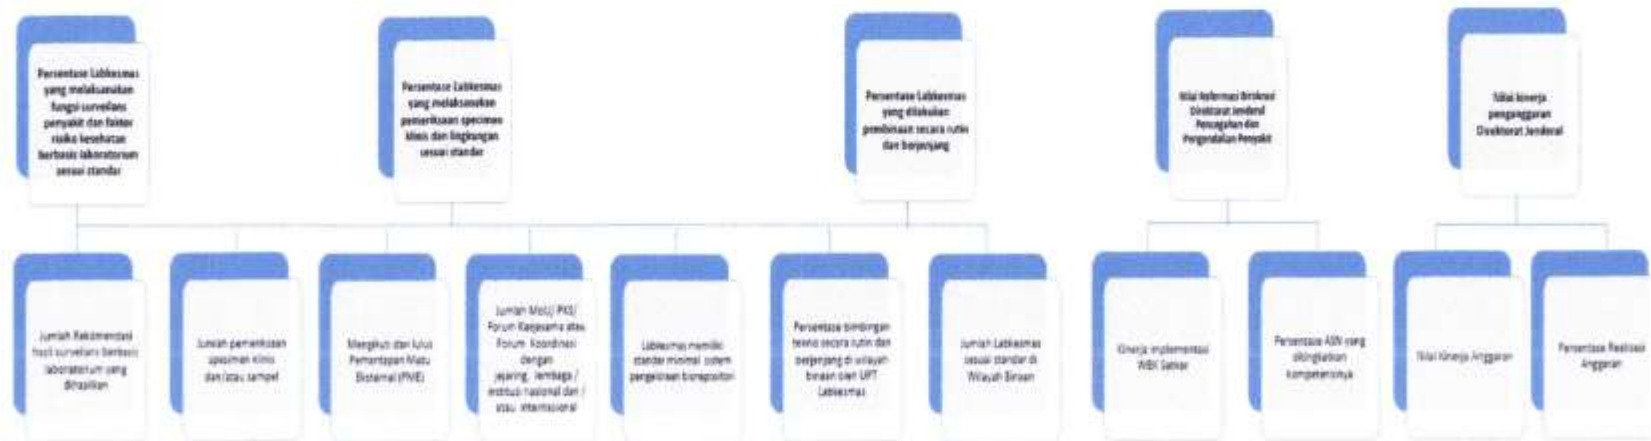 Persentase Labkesmas
yang melaksanakan
fungsi surveilans
penyakit dan faktor
risiko kesehatan
berbasis laboratorium
sesuai standar
Persentase Labkesmas
yang melaksanakan
pemeriksaan specimen
klinis dan lingkungan
sesuai standar
Persentase Labkesmas
yang dilakukan
pembinaan secara rutin
dan berjenjang
Nilai Reformasi Birokrasi
Direktorat Jenderal
Pencegahan dan
Pengendalian Penyakit
Nilai kinerja
penganggaran
Direktorat Jenderal
Jumlah Rekomendasi
hasil surveilans berbasis
laboratorium yang
dihasilkan
Jumlah pemeriksaan
spesimen klinis
dan/atau sampel
Mengikuti dan lulus
Pemantapan Mutu
Eksternal (PME)
Jumlah MoU/ PKS/
Forum Kerjasama atau
Forum Koordinasi
dengan
jejaring, lembaga /
institusi nasional dan /
atau internasional
Labkesmas memiliki
standar minimal sistem
pengelolaan biorepositori
Persentase bimbingan
teknis secara rutin dan
berjenjang di wilayah
binaan oleh UPT
Labkesmas
Jumlah Labkesmas
sesuai standar di
Wilayah Binaan
Kinerja implementasi
WBK Satker
Persentase ASN yang
ditingkatkan
kompetensinya
Nilai Kinerja Anggaran
Persentase Realisasi
Anggaran